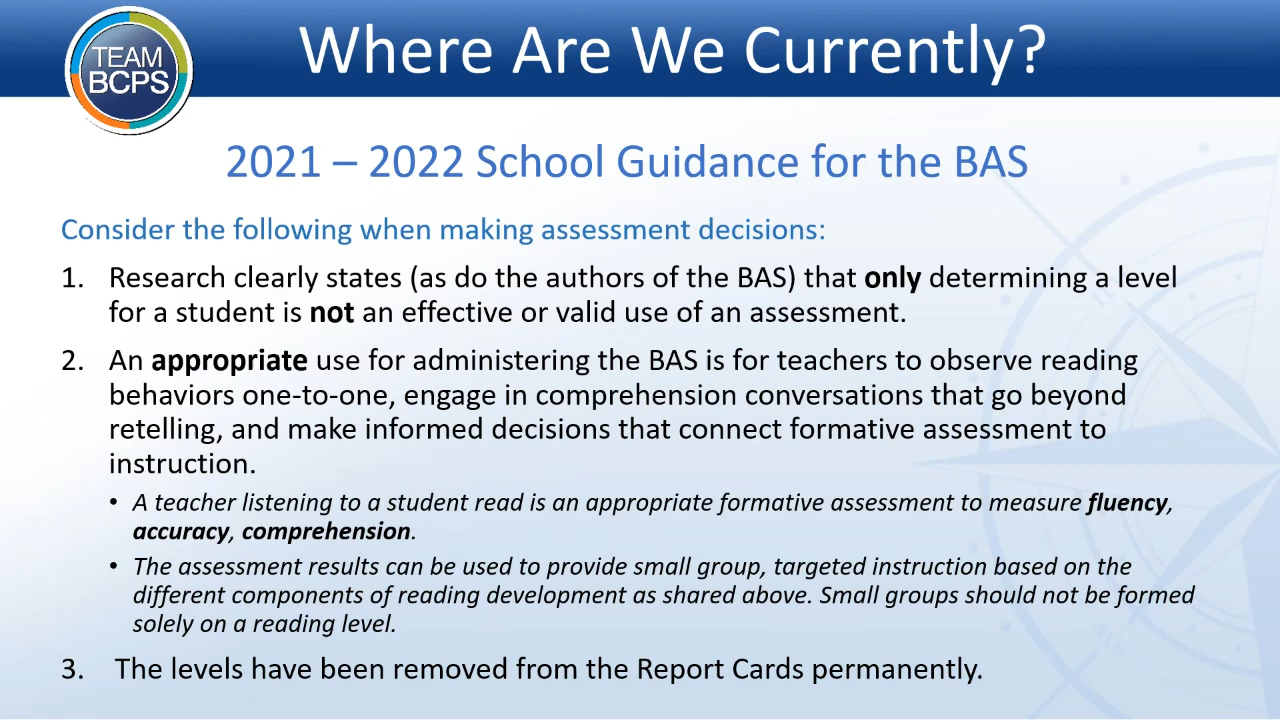 TEAM
BCPS
Where Are We Currently?
2021 – 2022 School Guidance for the BAS
Consider the following when making assessment decisions:
1. Research clearly states (as do the authors of the BAS) that only determining a level
for a student is not an effective or valid use of an assessment.
2. An appropriate use for administering the BAS is for teachers to observe reading
behaviors one-to-one, engage in comprehension conversations that go beyond
retelling, and make informed decisions that connect formative assessment to
instruction.
• A teacher listening to a student read is an appropriate formative assessment to measure fluency,
accuracy, comprehension.
• The assessment results can be used to provide small group, targeted instruction based on the
different components of reading development as shared above. Small groups should not be formed
solely on a reading level.
3. The levels have been removed from the Report Cards permanently.